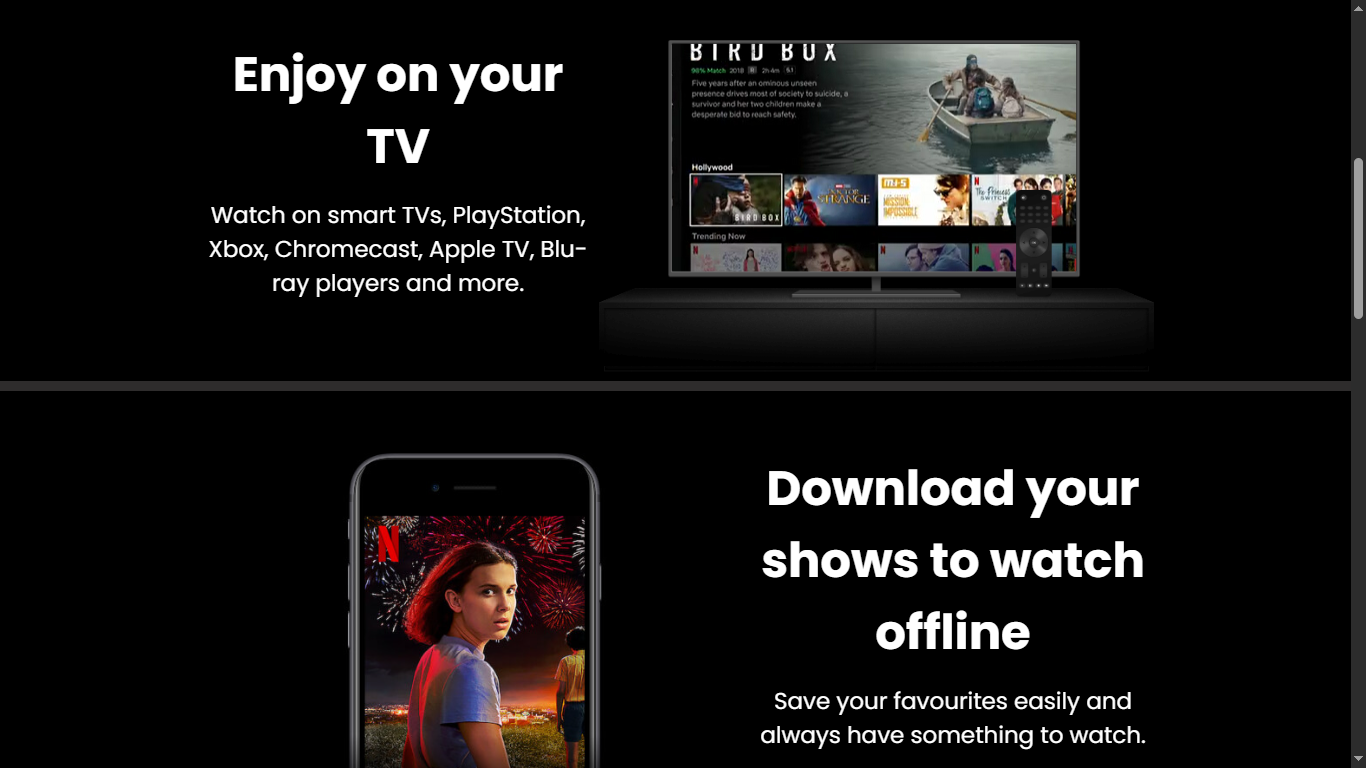 Enjoy on your
TV
Watch on smart TVs, PlayStation,
Xbox, Chromecast, Apple TV, Blu-
ray players and more.
BIRD BOX
98% Match 2018 R 2h 4m 5.1
Five years after an ominous unseen
presence drives most of society to suicide, a
survivor and her two children make a
desperate bid to reach safety.
Hollywood
N
BIRD BOX
DOCTOR
STRANGE
M:I-5
MISSION:
IMPOSSIBLE
N
The Princess
SWITCH
Trending Now
N
N
N
N
Download your
shows to watch
offline
Save your favourites easily and
always have something to watch.